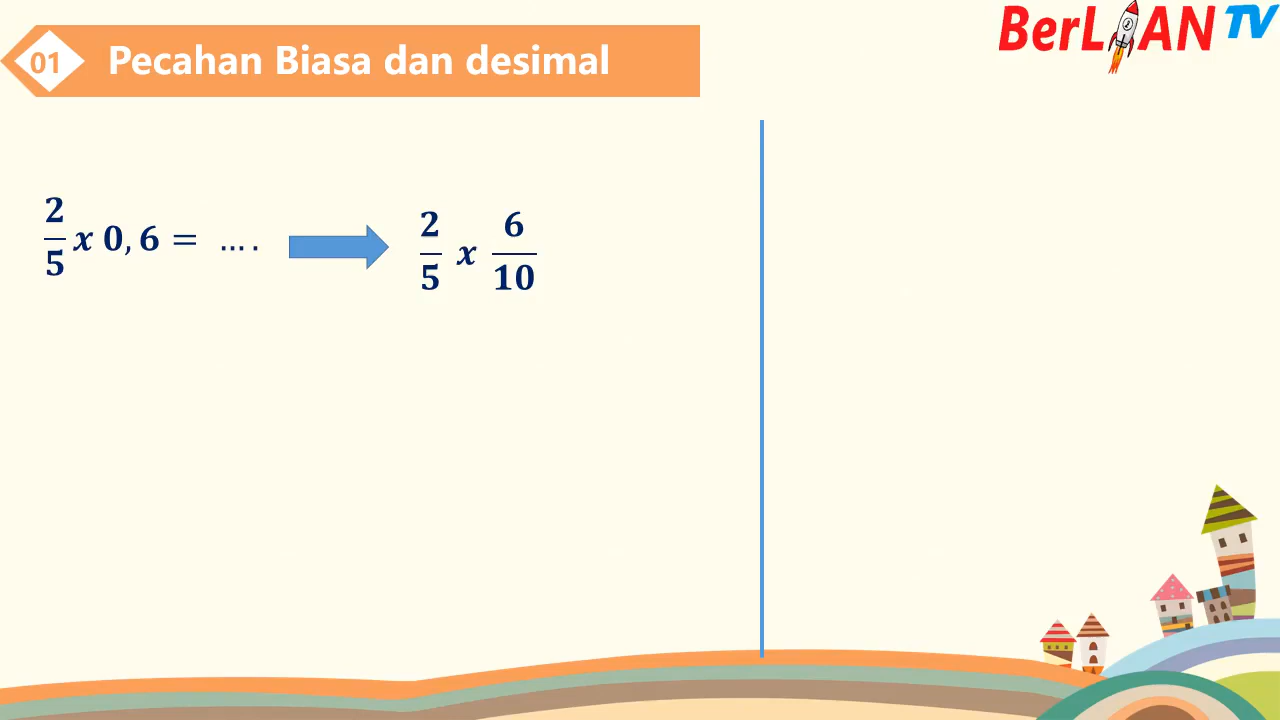 01 Pecahan Biasa dan desimal
BerLIAN TV
2/5 x 0,6 = ....
2/5 x 6/10